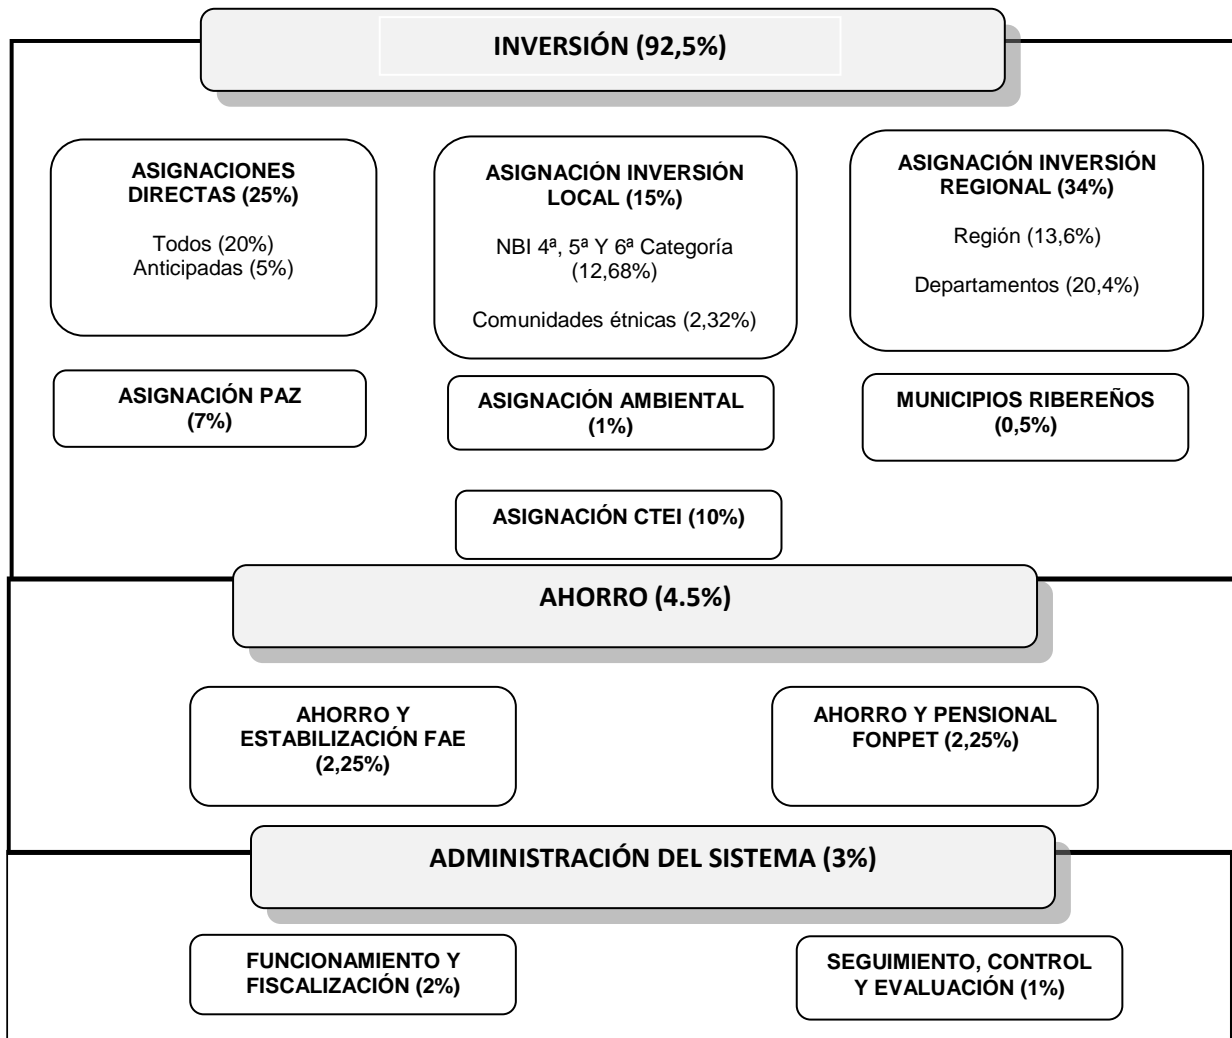 INVERSIÓN (92,5%)
ASIGNACIONES
DIRECTAS (25%)
Todos (20%)
Anticipadas (5%)
ASIGNACIÓN INVERSIÓN
LOCAL (15%)
NBI 4ª, 5ª Y 6ª Categoría
(12,68%)
Comunidades étnicas (2,32%)
ASIGNACIÓN INVERSIÓN
REGIONAL (34%)
Región (13,6%)
Departamentos (20,4%)
ASIGNACIÓN PAZ
(7%)
ASIGNACIÓN AMBIENTAL
(1%)
MUNICIPIOS RIBEREÑOS
(0,5%)
ASIGNACIÓN CTEI (10%)
AHORRO (4.5%)
AHORRO Y
ESTABILIZACIÓN FAE
(2,25%)
AHORRO Y PENSIONAL
FONPET (2,25%)
ADMINISTRACIÓN DEL SISTEMA (3%)
FUNCIONAMIENTO Y
FISCALIZACIÓN (2%)
SEGUIMIENTO, CONTROL
Y EVALUACIÓN (1%)